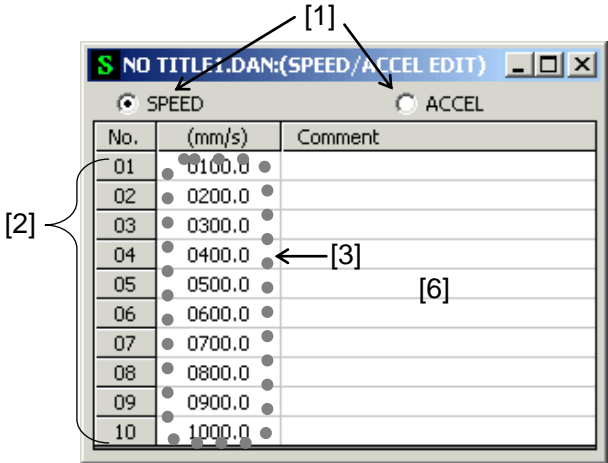 [1]
S NO TITLE1.DAN:(SPEED/ACCEL EDIT)
SPEED ACCEL
No. (mm/s) Comment
01 0100.0
02 0200.0
03 0300.0
[2]
04 0400.0 [3]
05 0500.0 [6]
06 0600.0
07 0700.0
08 0800.0
09 0900.0
10 1000.0